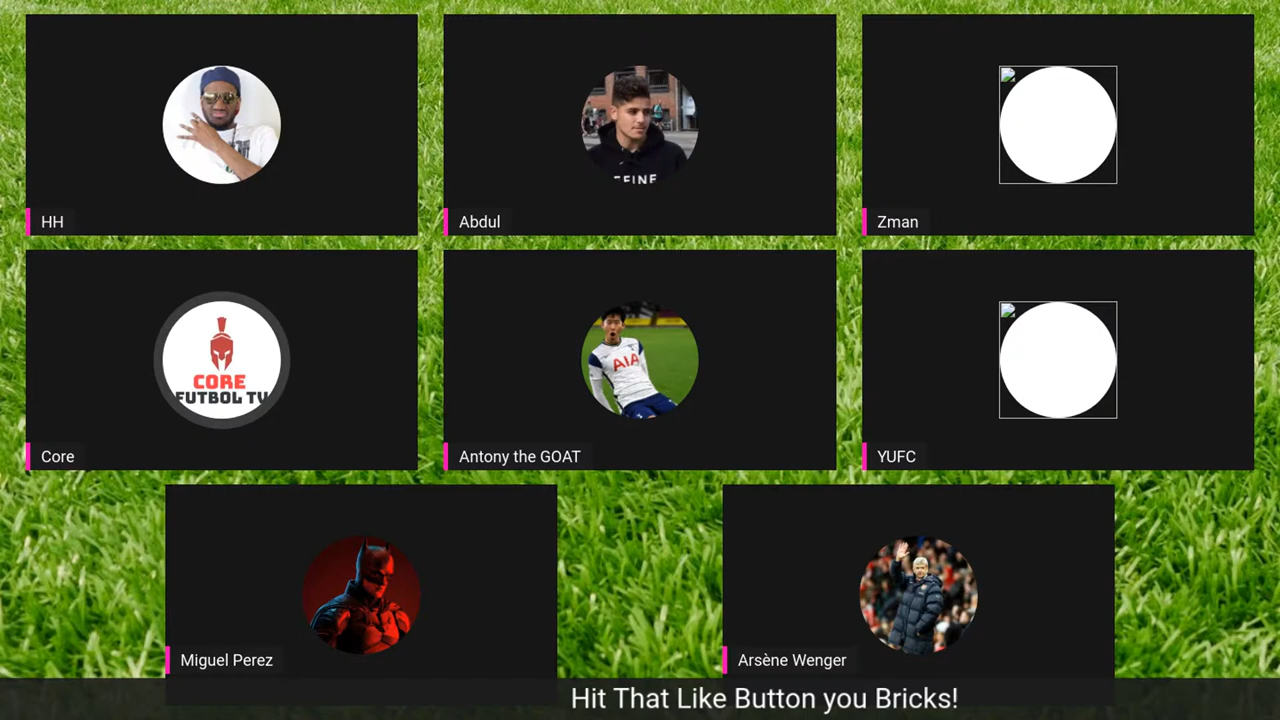 FEINE
HH
Abdul
Zman
CORE
FUTBOL TV
AIA
Core
Antony the GOAT
YUFC
Miguel Perez
Arsène Wenger
Hit That Like Button you Bricks!